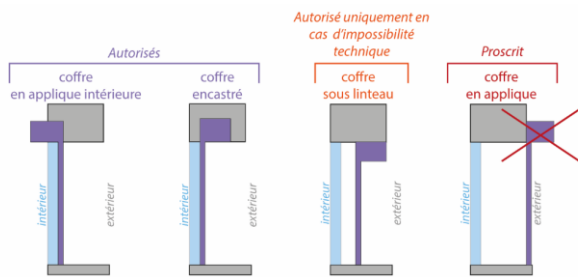 Autorisés
Autorisé uniquement en
cas d'impossibilité
technique
Proscrit
coffre
en applique intérieure
coffre
encastré
coffre
sous linteau
coffre
en applique
intérieur
extérieur
intérieur
extérieur
intérieur
extérieur
intérieur
extérieur